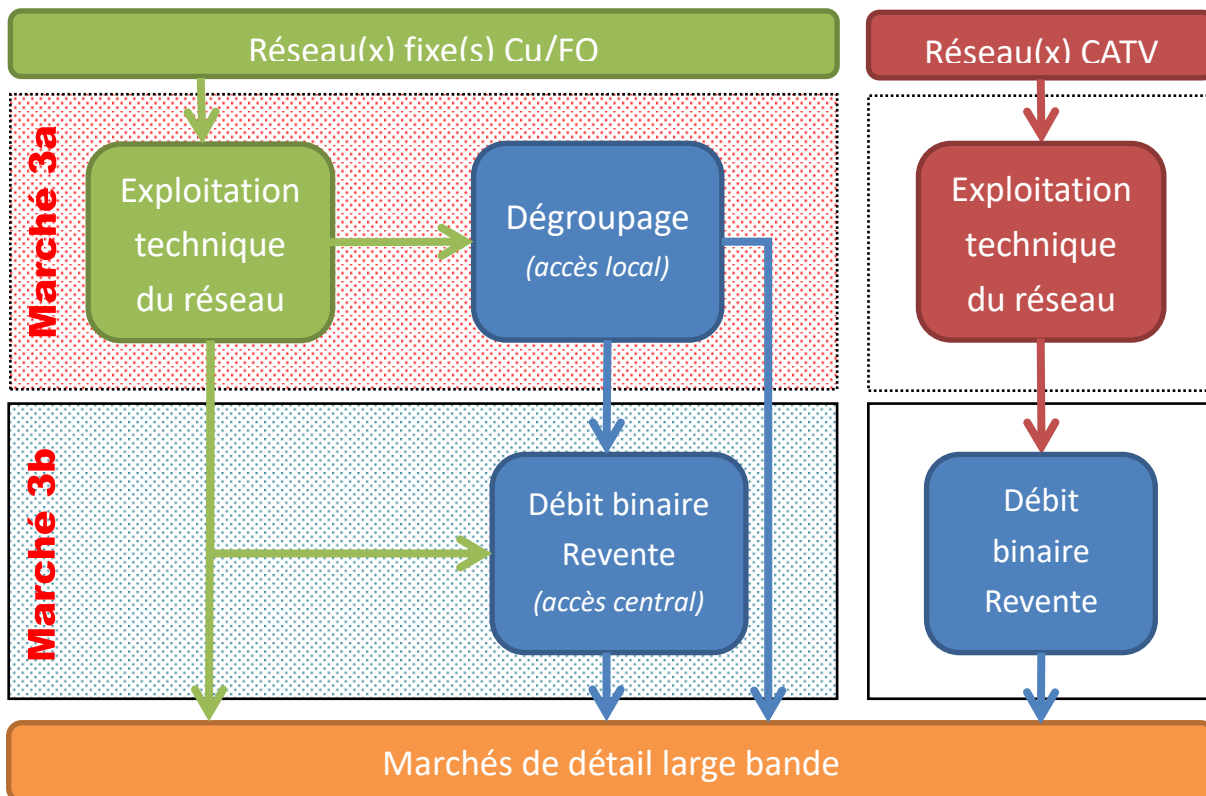 Réseau(x) fixe(s) Cu/FO
Réseau(x) CATV
Marché 3a
Exploitation
technique
du réseau
Dégroupage
(accès local)
Exploitation
technique
du réseau
Marché 3b
Débit binaire
Revente
(accès central)
Débit
binaire
Revente
Marchés de détail large bande